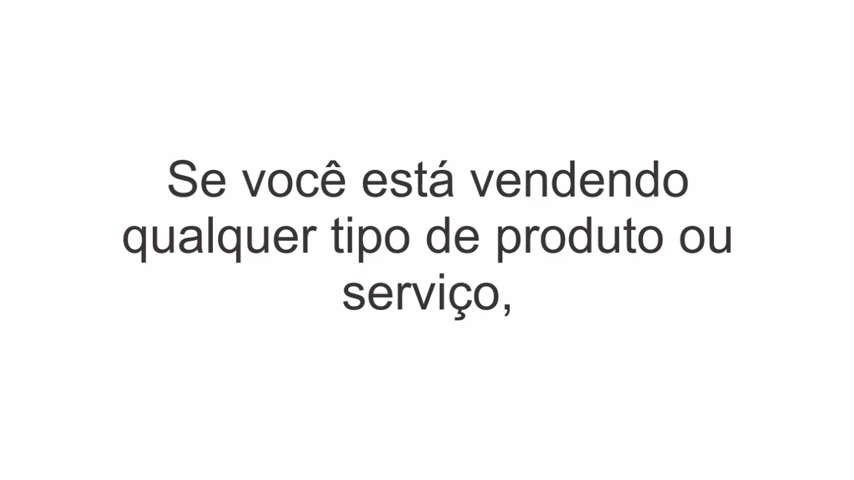 Se você está vendendo
qualquer tipo de produto ou
serviço,